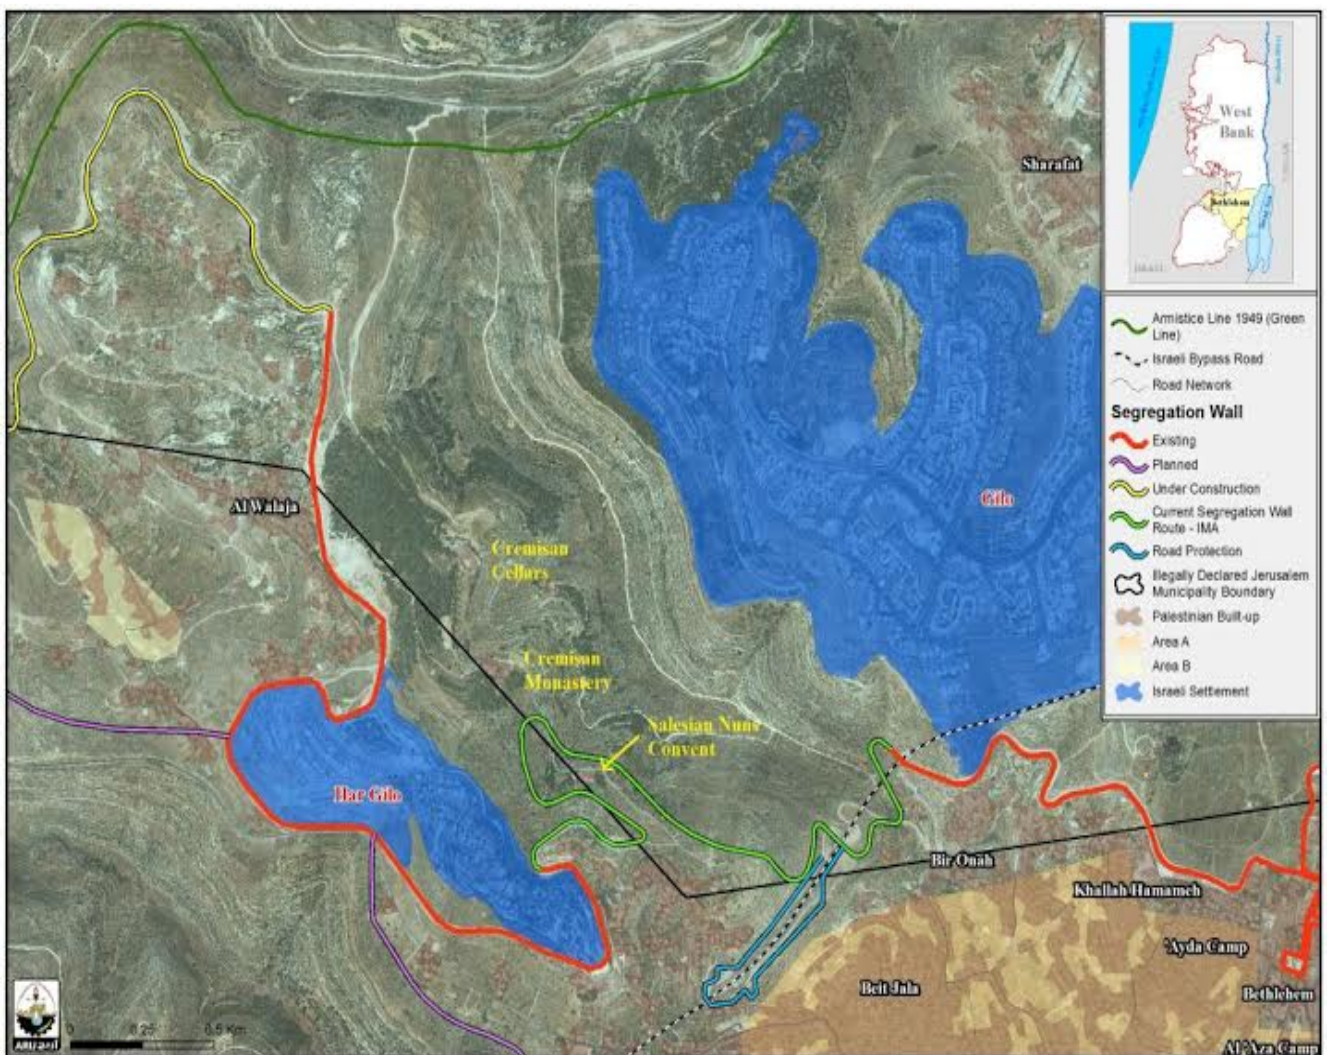 West
Bank
Bethlehem
Sharafat
Armistice Line 1949 (Green
Line)
Israeli Bypass Road
Road Network
Segregation Wall
Existing
Planned
Under Construction
Current Segregation Wall
Route - IMA
Road Protection
Illegally Declared Jerusalem
Municipality Boundary
Palestinian Built-up
Area A
Area B
Israeli Settlement
Gilo
Al Walaja
Cremisan
Cellars
Cremisan
Monastery
Salesian Nuns
Convent
Har Gilo
Bir Onah
Khallah Hamameh
'Ayda Camp
Beit Jala
Bethlehem
Al 'Aza Camp
0 0.25 0.5 Km